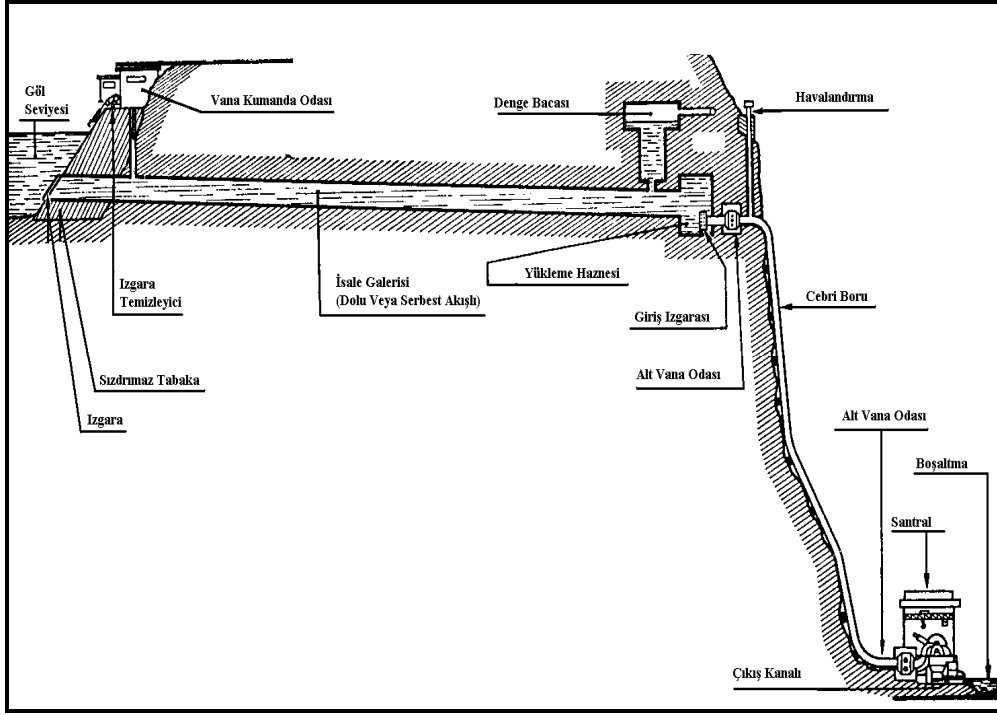 Göl
Seviyesi
Vana Kumanda Odası
Denge Bacası
Havalandırma
Izgara
Temizleyici
İsale Galerisi
(Dolu Veya Serbest Akışlı)
Yükleme Haznesi
Giriş Izgarası
Cebri Boru
Sızdrımaz Tabaka
Alt Vana Odası
Izgara
Alt Vana Odası
Boşaltma
Santral
Çıkış Kanalı